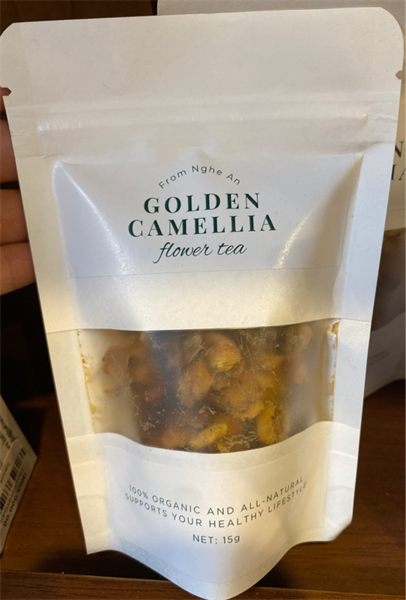 From Nghe An
GOLDEN
CAMELLIA
flower tea
100% ORGANIC AND ALL-NATURAL
SUPPORTS YOUR HEALTHY LIFESTYLE
NET: 15g